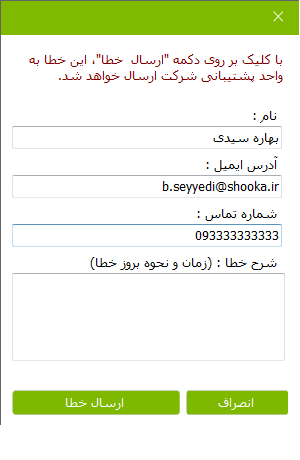 با کلیک بر روی دکمه "ارسال خطا"، این خطا به
واحد پشتیبانی شرکت ارسال خواهد شد.
نام :
بهاره سیدی
آدرس ایمیل :
b.seyyedi@shooka.ir
شماره تماس :
093333333333
شرح خطا : (زمان و نحوه بروز خطا)
انصراف
ارسال خطا